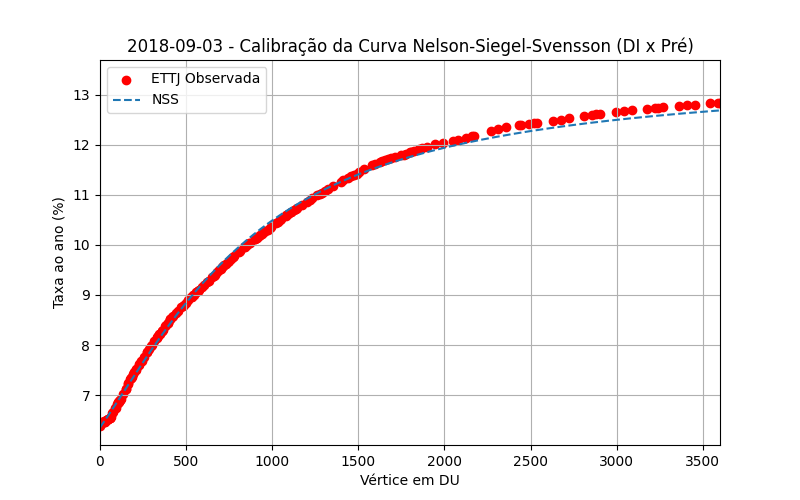 2018-09-03 - Calibração da Curva Nelson-Siegel-Svensson (DI x Pré)
ETTJ Observada
NSS
Taxa ao ano (%)
13
12
11
10
9
8
7
0 500 1000 1500 2000 2500 3000 3500
Vértice em DU